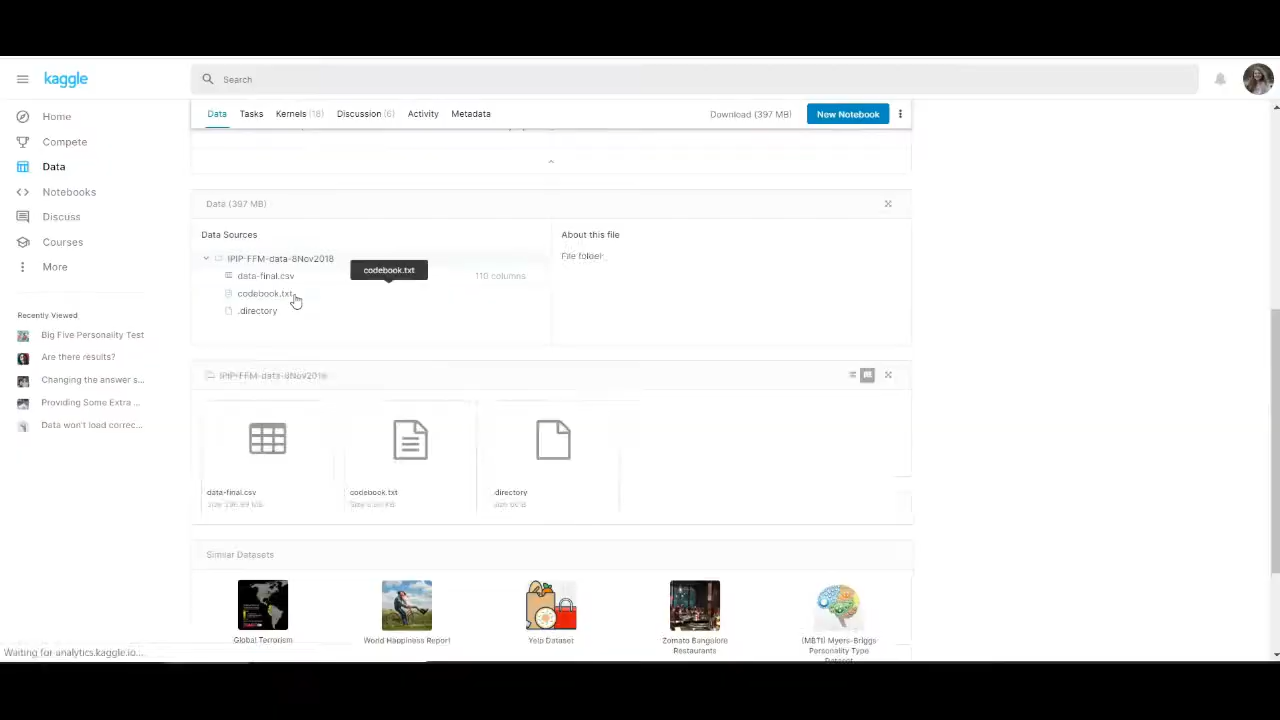 kaggle
Search
Data Tasks Kernels (18) Discussion (6) Activity Metadata Download (397 MB) New Notebook
Home
Compete
Data
Notebooks
Discuss
Courses
More
Recently Viewed
Big Five Personality Test
Are there results?
Changing the answer s...
Providing Some Extra ...
Data won't load correc...
Data (397 MB)
Data Sources
IPIP-FFM-data-8Nov2018
data-final.csv 110 columns
codebook.txt
.directory
codebook.txt
About this file
File folder
IPIP-FFM-data-8Nov2018
data-final.csv
codebook.txt
.directory
Similar Datasets
Global Terrorism
World Happiness Report
Yelp Dataset
Zomato Bangalore
Restaurants
(MBTI) Myers-Briggs
Personality Type
Dataset
Waiting for analytics.kaggle.io...